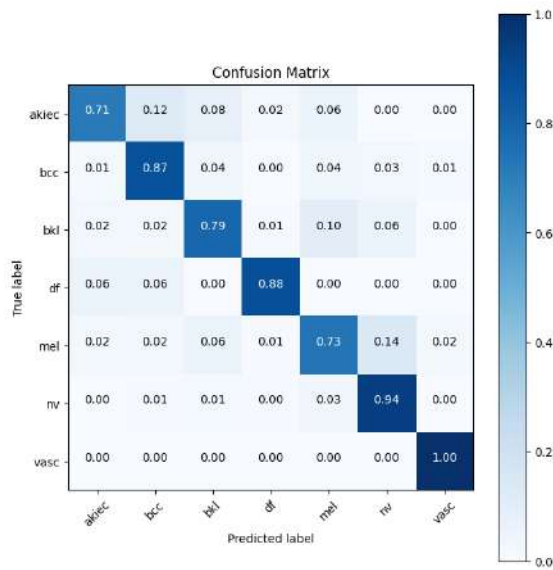 Confusion Matrix
True label
akiec 0.71 0.12 0.08 0.02 0.06 0.00 0.00
bcc 0.01 0.87 0.04 0.00 0.04 0.03 0.01
bkl 0.02 0.02 0.79 0.01 0.10 0.06 0.00
df 0.06 0.06 0.00 0.88 0.00 0.00 0.00
mel 0.02 0.02 0.06 0.01 0.73 0.14 0.02
nv 0.00 0.01 0.01 0.00 0.03 0.94 0.00
vasc 0.00 0.00 0.00 0.00 0.00 0.00 1.00
akiec bcc bkl df mel nv vasc
Predicted label
1.0
0.8
0.6
0.4
0.2
0.0